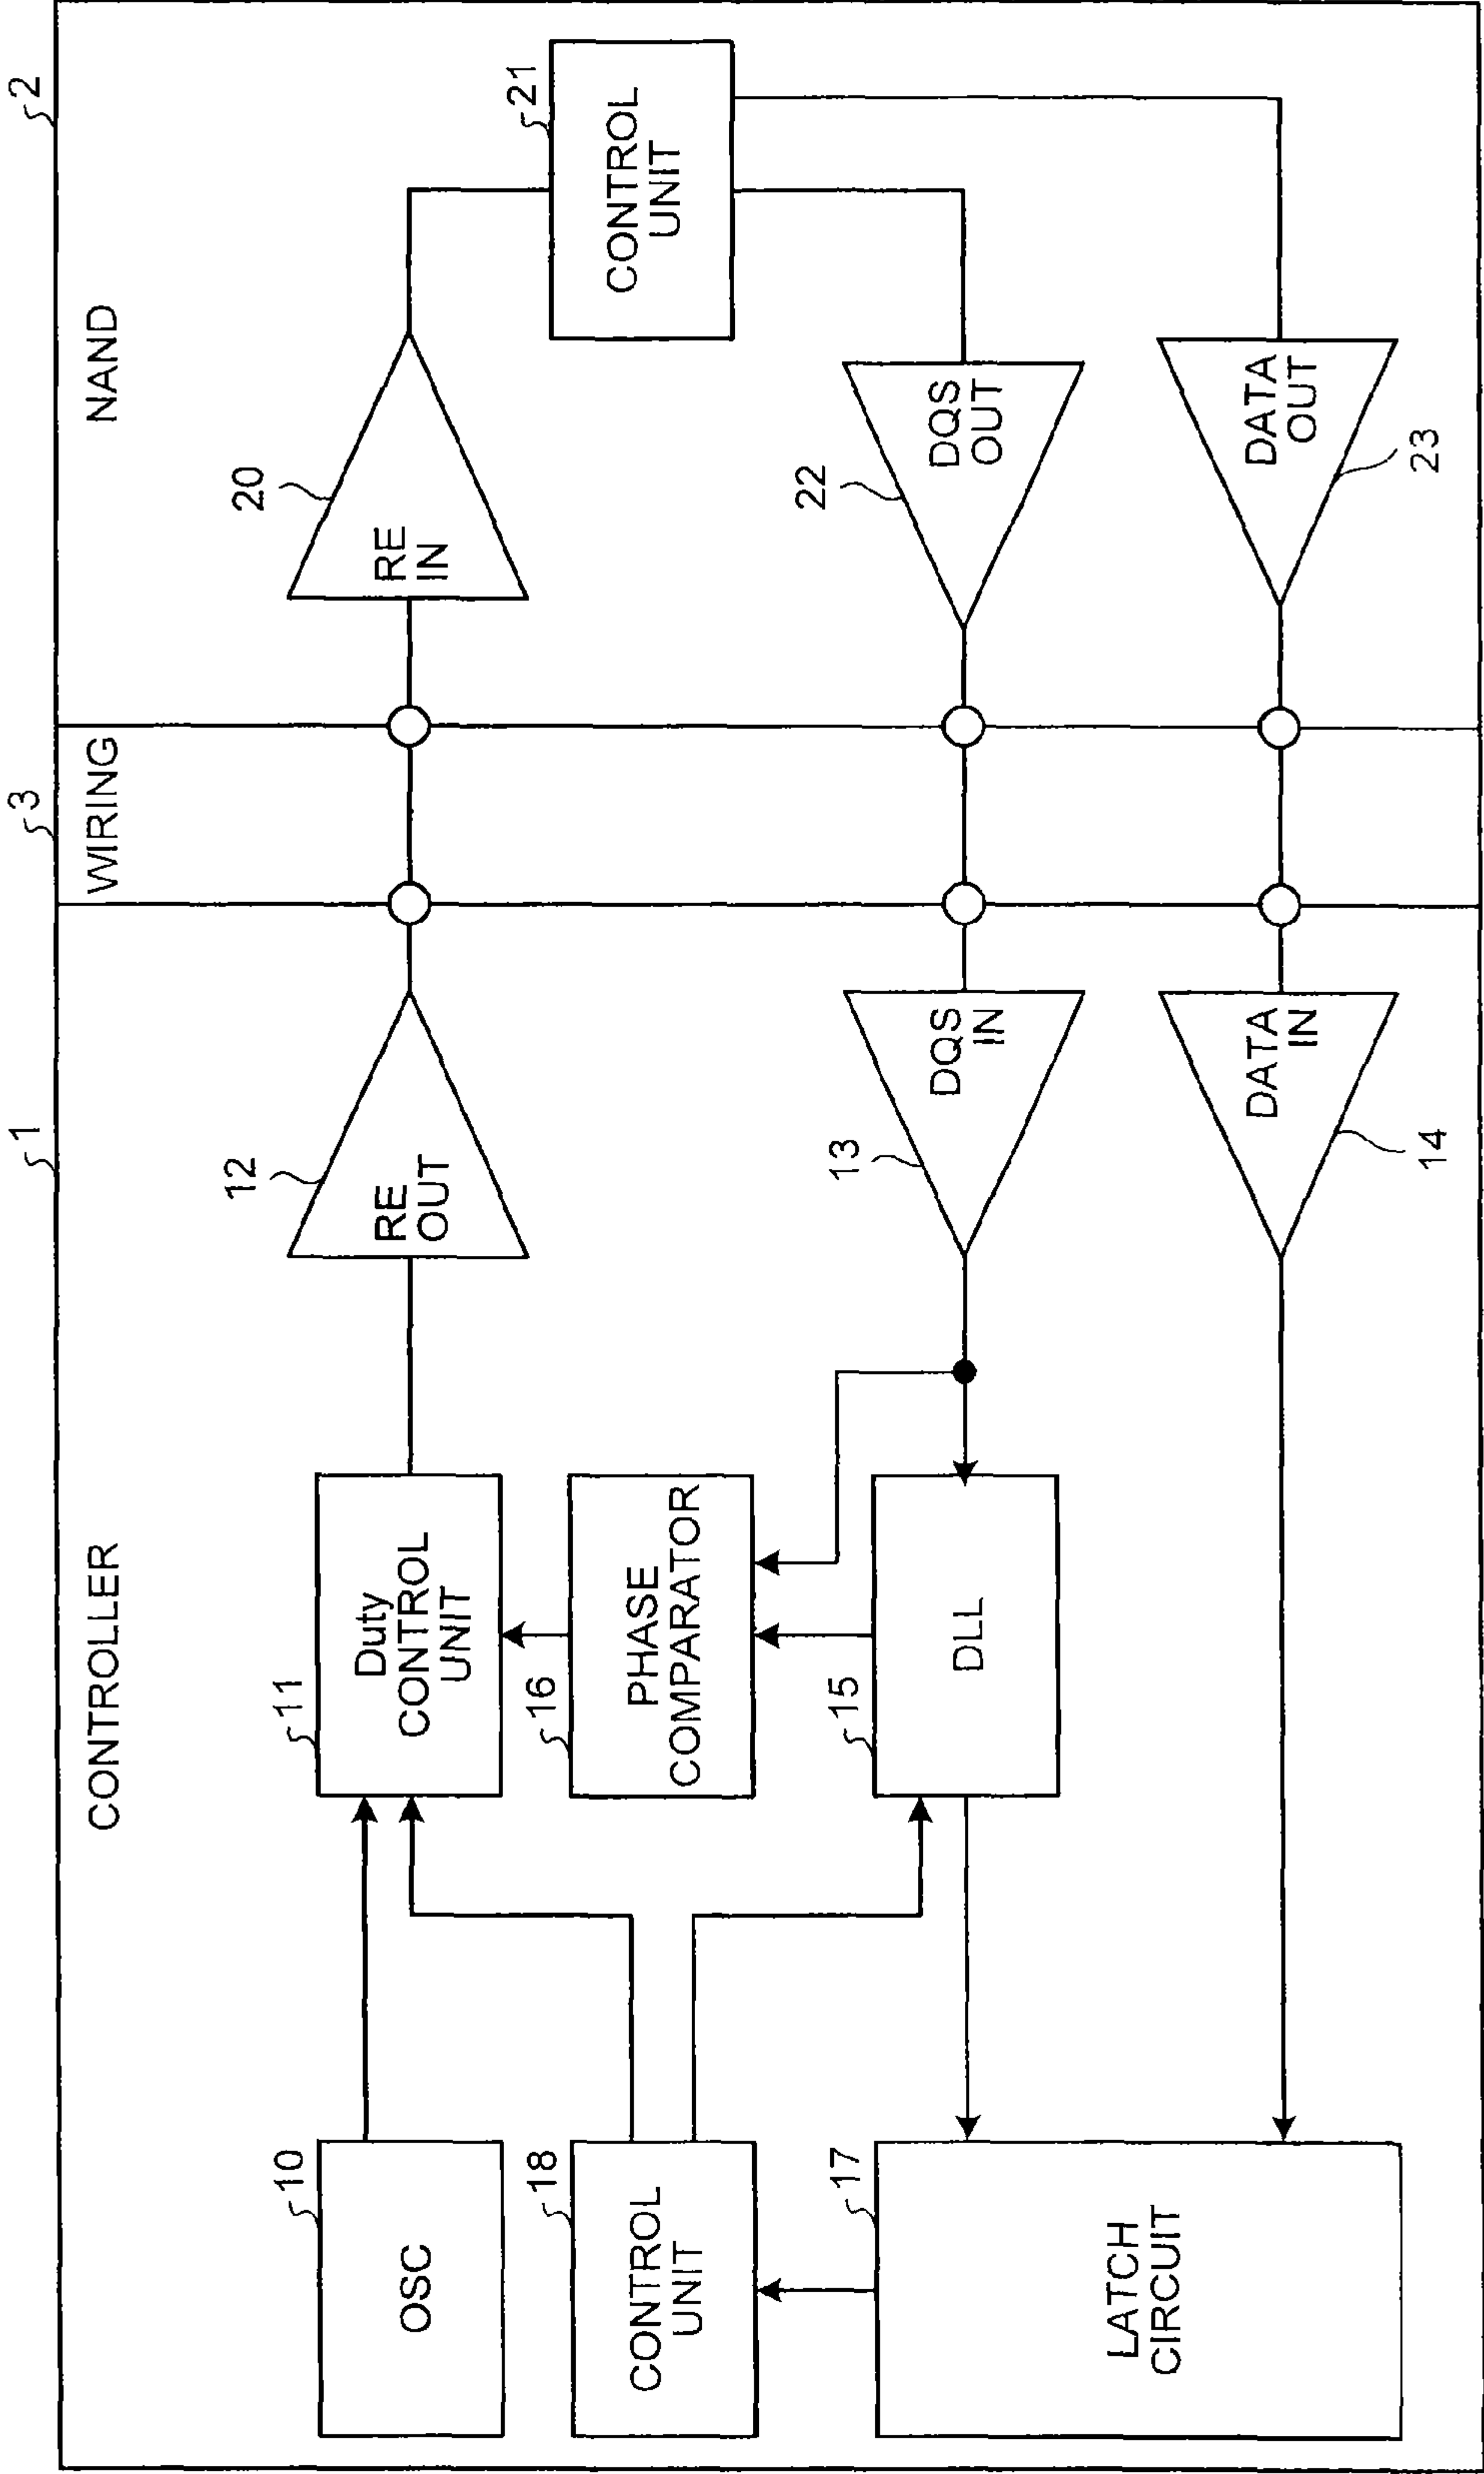 1
3
2
CONTROLLER
WIRING
NAND
10
OSC
11
Duty
CONTROL
UNIT
12
RE
OUT
20
RE
IN
18
CONTROL
UNIT
16
PHASE
COMPARATOR
21
CONTROL
UNIT
17
LATCH
CIRCUIT
15
DLL
13
DQS
IN
22
DQS
OUT
14
DATA
IN
23
DATA
OUT